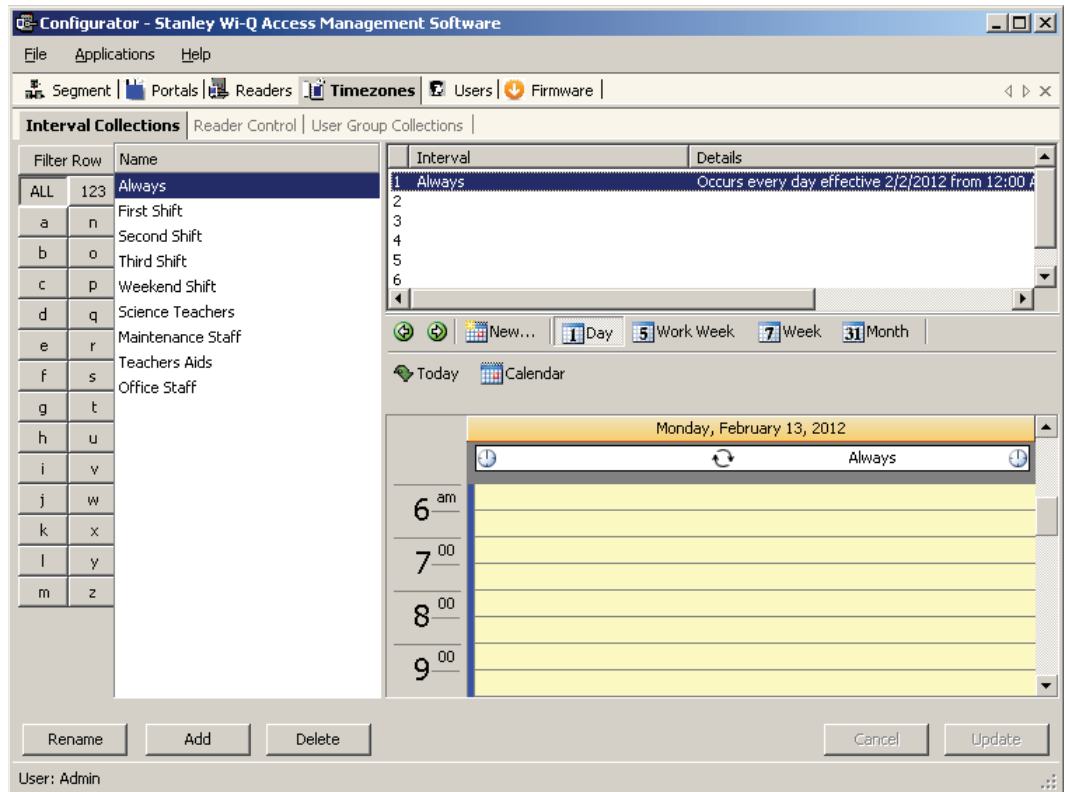 Configurator - Stanley Wi-Q Access Management Software
File Applications Help
Segment Portals Readers Timezones Users Firmware
Interval Collections Reader Control User Group Collections
Filter Row
ALL 123
a n
b o
c p
d q
e r
f s
g t
h u
i v
j w
k x
l y
m z
Name
Always
First Shift
Second Shift
Third Shift
Weekend Shift
Science Teachers
Maintenance Staff
Teachers Aids
Office Staff
Interval Details
1 Always Occurs every day effective 2/2/2012 from 12:00 A
2
3
4
5
6
New... 1 Day 5 Work Week 7 Week 31 Month
Today Calendar
Monday, February 13, 2012
Always
6 am
7 00
8 00
9 00
Rename Add Delete Cancel Update
User: Admin